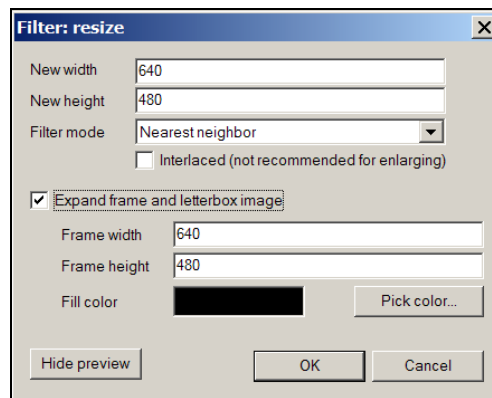 Filter: resize
New width 640
New height 480
Filter mode Nearest neighbor
Interlaced (not recommended for enlarging)
Expand frame and letterbox image
Frame width 640
Frame height 480
Fill color Pick color...
Hide preview OK Cancel